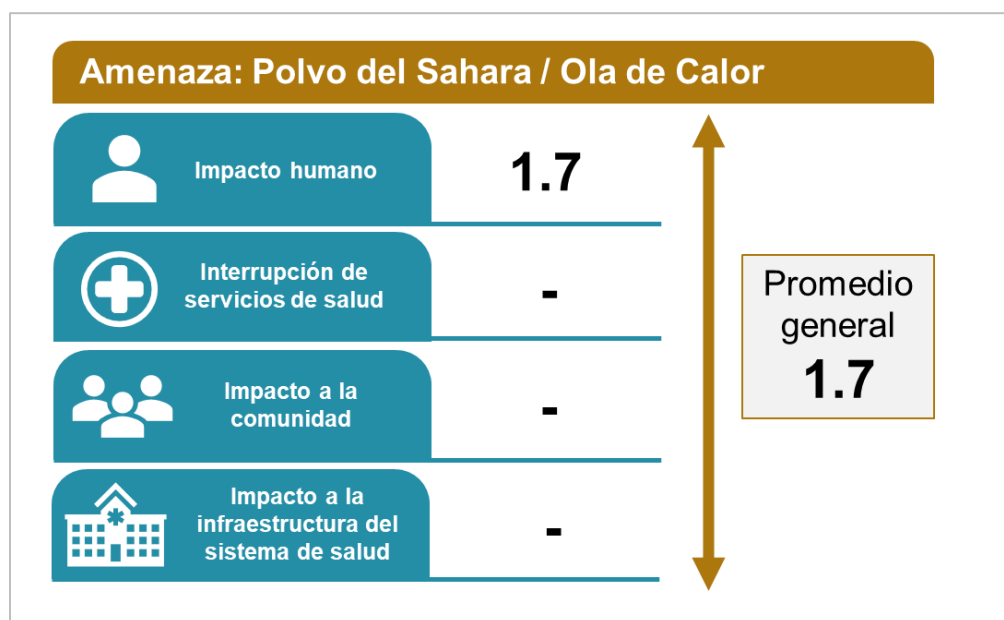 Amenaza: Polvo del Sahara / Ola de Calor
Impacto humano
1.7
Interrupción de
servicios de salud
-
Impacto a la
comunidad
-
Impacto a la
infraestructura del
sistema de salud
-
Promedio
general
1.7